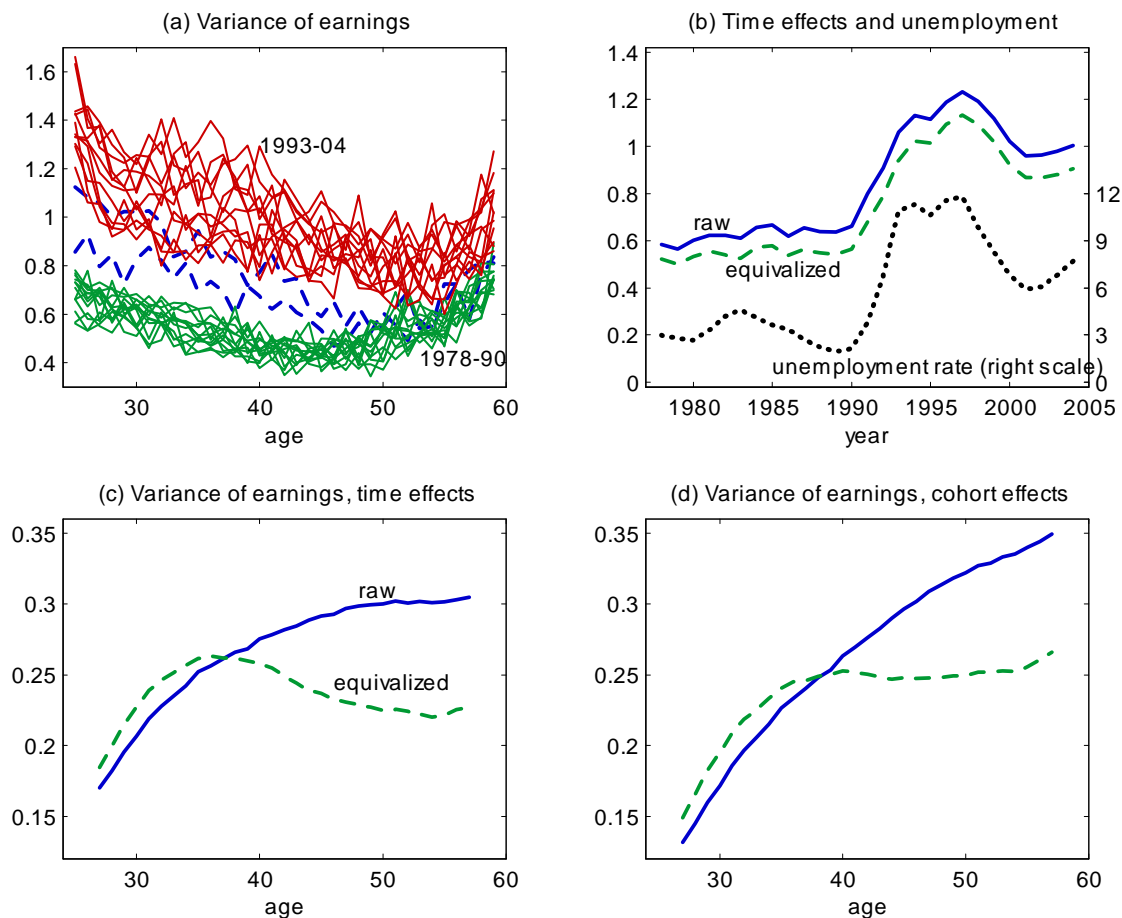 (a) Variance of earnings
1.6
1.4
1.2
1
0.8
0.6
0.4
1993-04
1978-90
30 40 50 60
age
(b) Time effects and unemployment
1.4
1.2
1
0.8
0.6
0.4
0.2
0
raw
equivalized
unemployment rate (right scale)
12
9
6
3
0
1980 1985 1990 1995 2000 2005
year
(c) Variance of earnings, time effects
0.35
0.3
0.25
0.2
0.15
raw
equivalized
30 40 50 60
age
(d) Variance of earnings, cohort effects
0.35
0.3
0.25
0.2
0.15
30 40 50 60
age